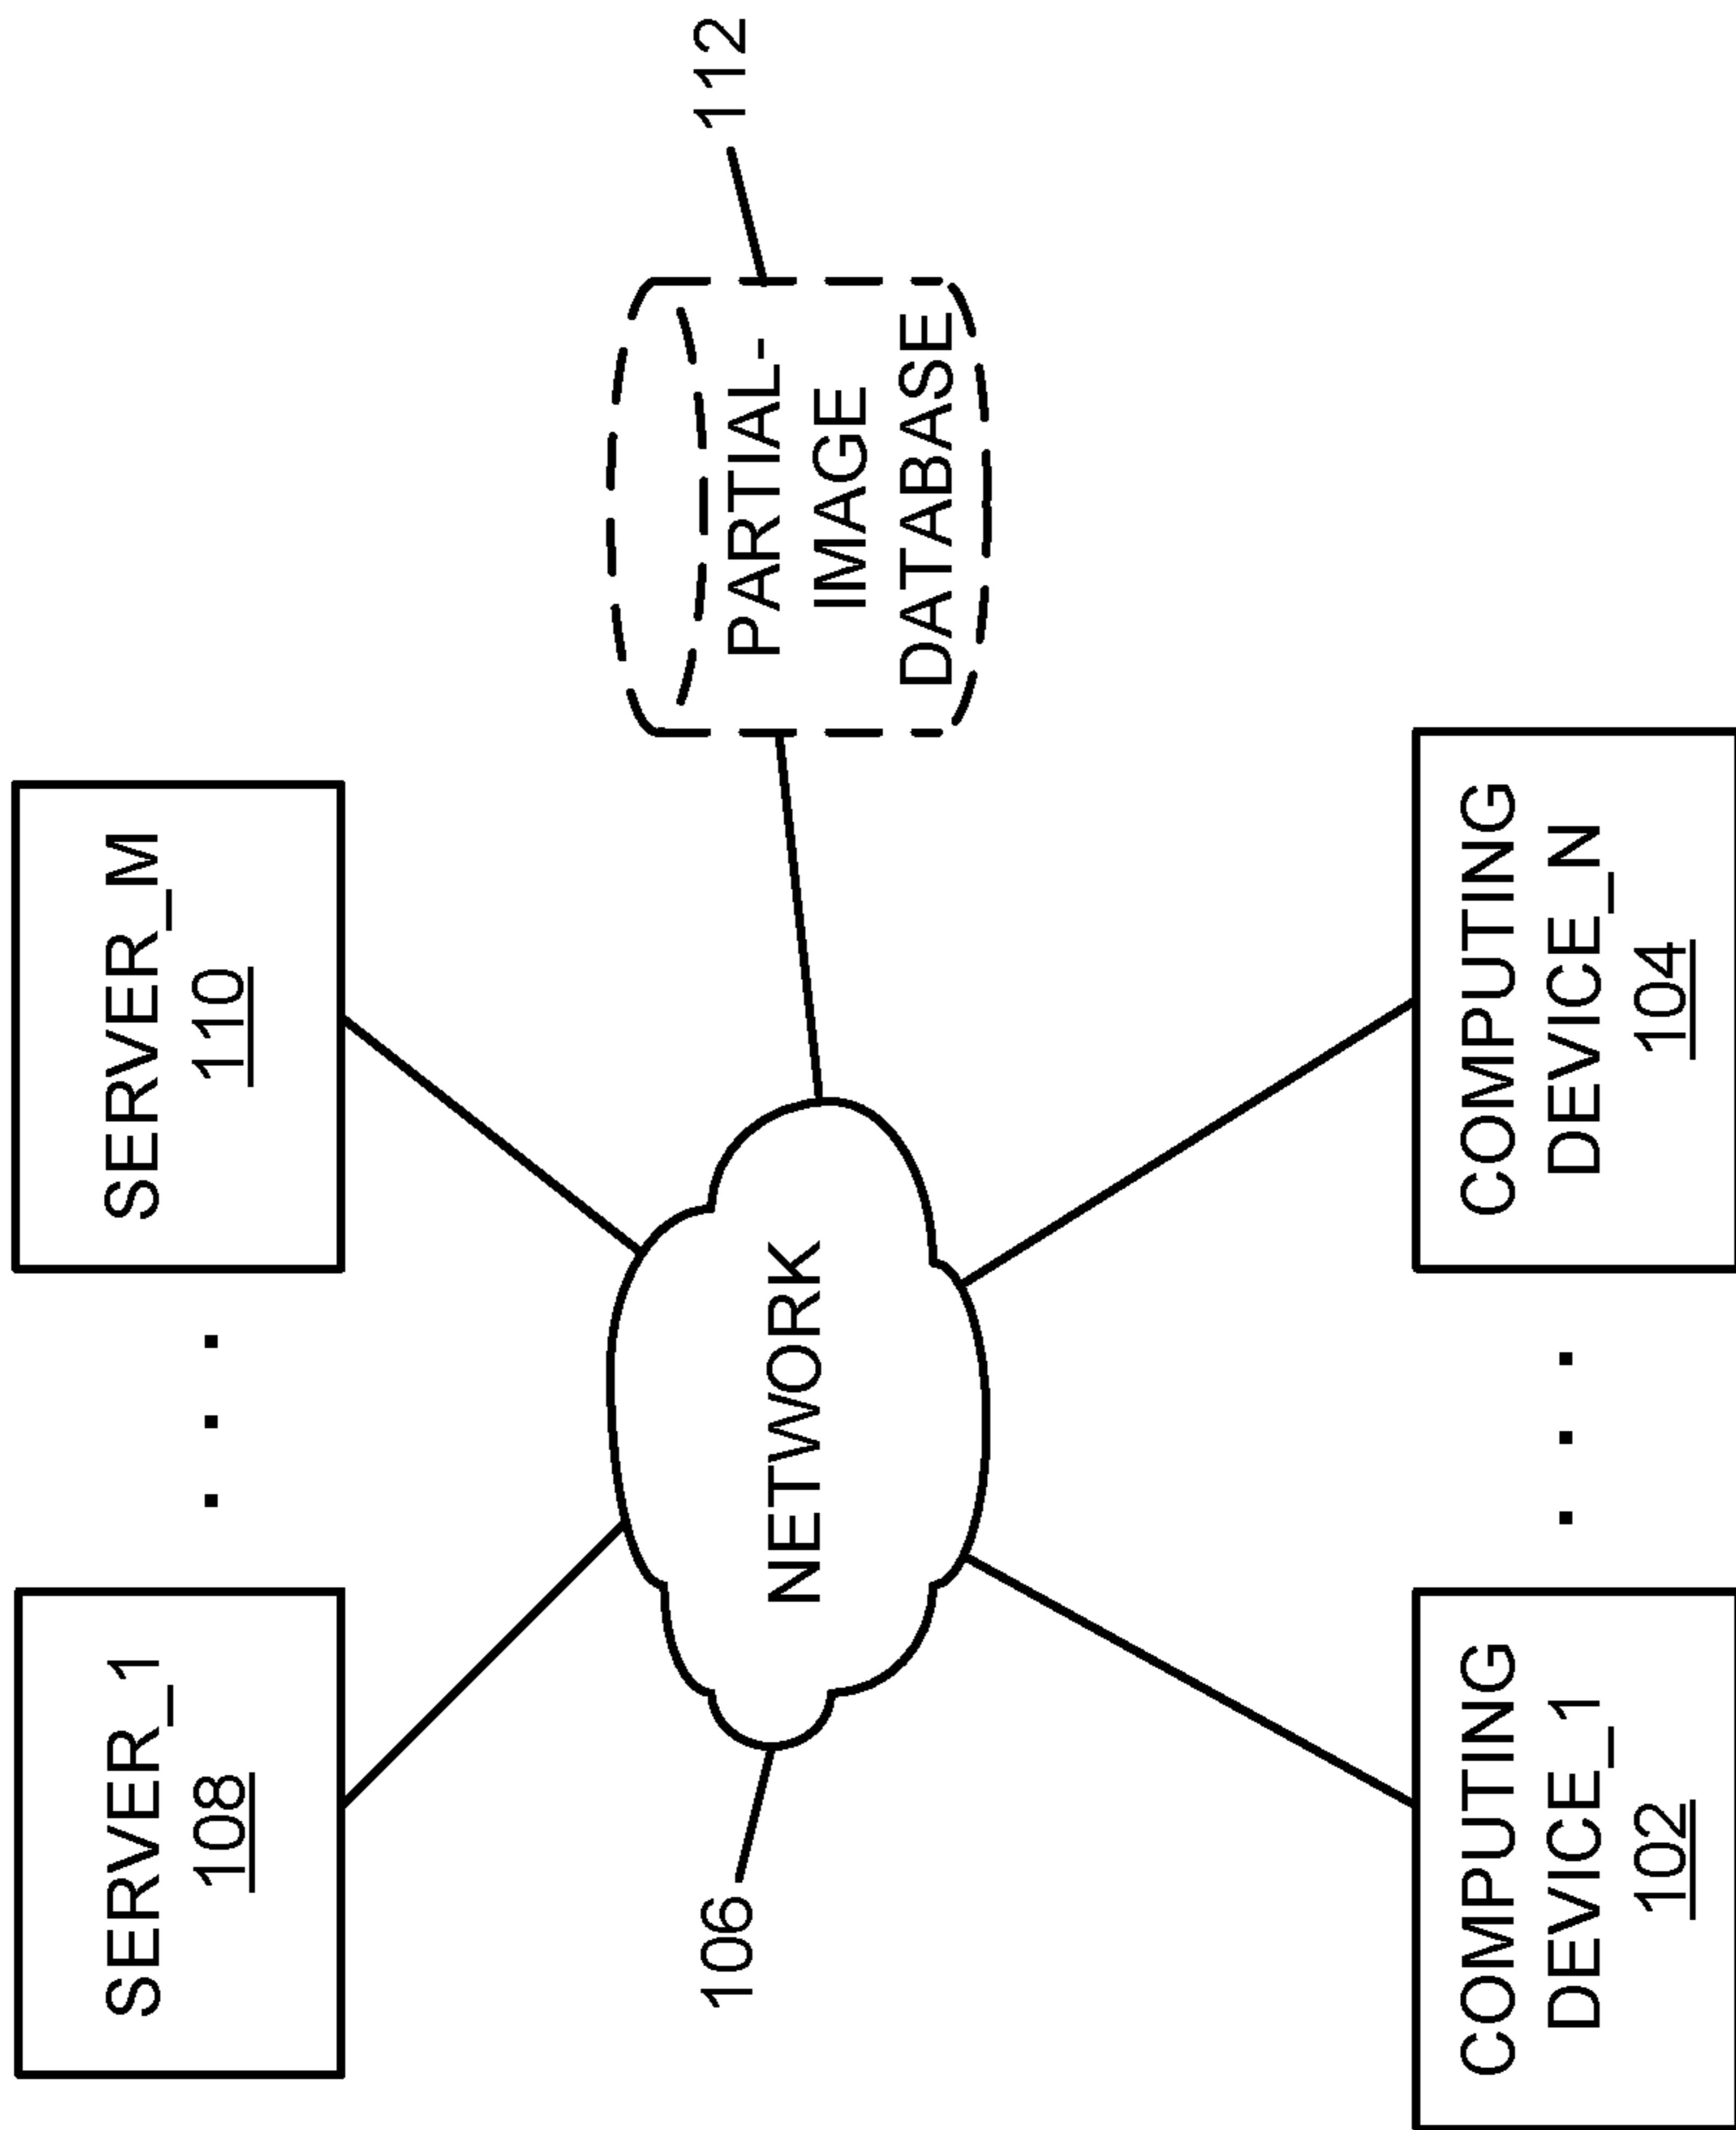 SERVER_1
108
. . .
SERVER_M
110
106
NETWORK
PARTIAL-
IMAGE
DATABASE
112
COMPUTING
DEVICE_1
102
. . .
COMPUTING
DEVICE_N
104